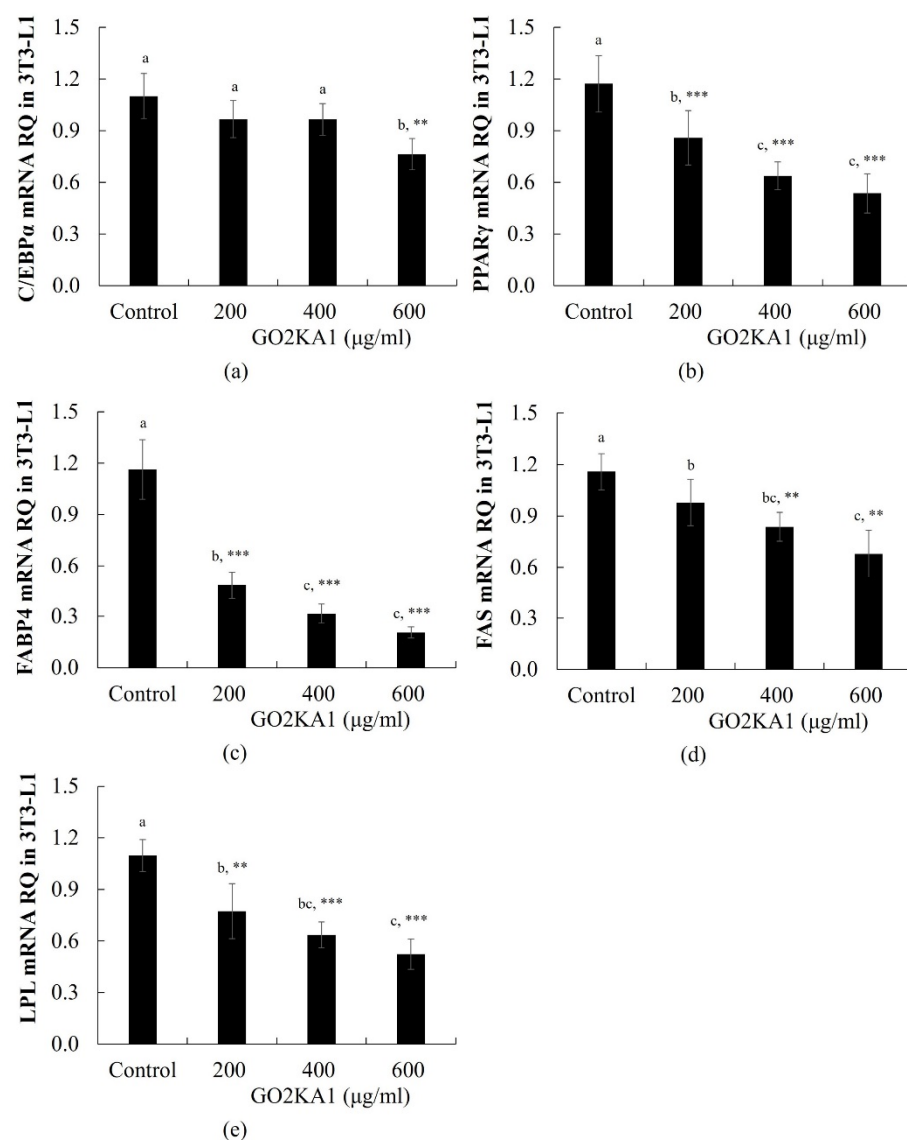 C/EBPα mRNA RQ in 3T3-L1
1.5
1.2
0.9
0.6
0.3
0.0
a
a
a
b, **
Control 200 400 600
GO2KA1 (μg/ml)
(a)
PPARγ mRNA RQ in 3T3-L1
1.5
1.2
0.9
0.6
0.3
0.0
a
b, ***
c, ***
c, ***
Control 200 400 600
GO2KA1 (μg/ml)
(b)
FABP4 mRNA RQ in 3T3-L1
1.5
1.2
0.9
0.6
0.3
0.0
a
b, ***
c, ***
c, ***
Control 200 400 600
GO2KA1 (μg/ml)
(c)
FAS mRNA RQ in 3T3-L1
1.5
1.2
0.9
0.6
0.3
0.0
a
b
bc, **
c, **
Control 200 400 600
GO2KA1 (μg/ml)
(d)
LPL mRNA RQ in 3T3-L1
1.5
1.2
0.9
0.6
0.3
0.0
a
b, **
bc, ***
c, ***
Control 200 400 600
GO2KA1 (μg/ml)
(e)